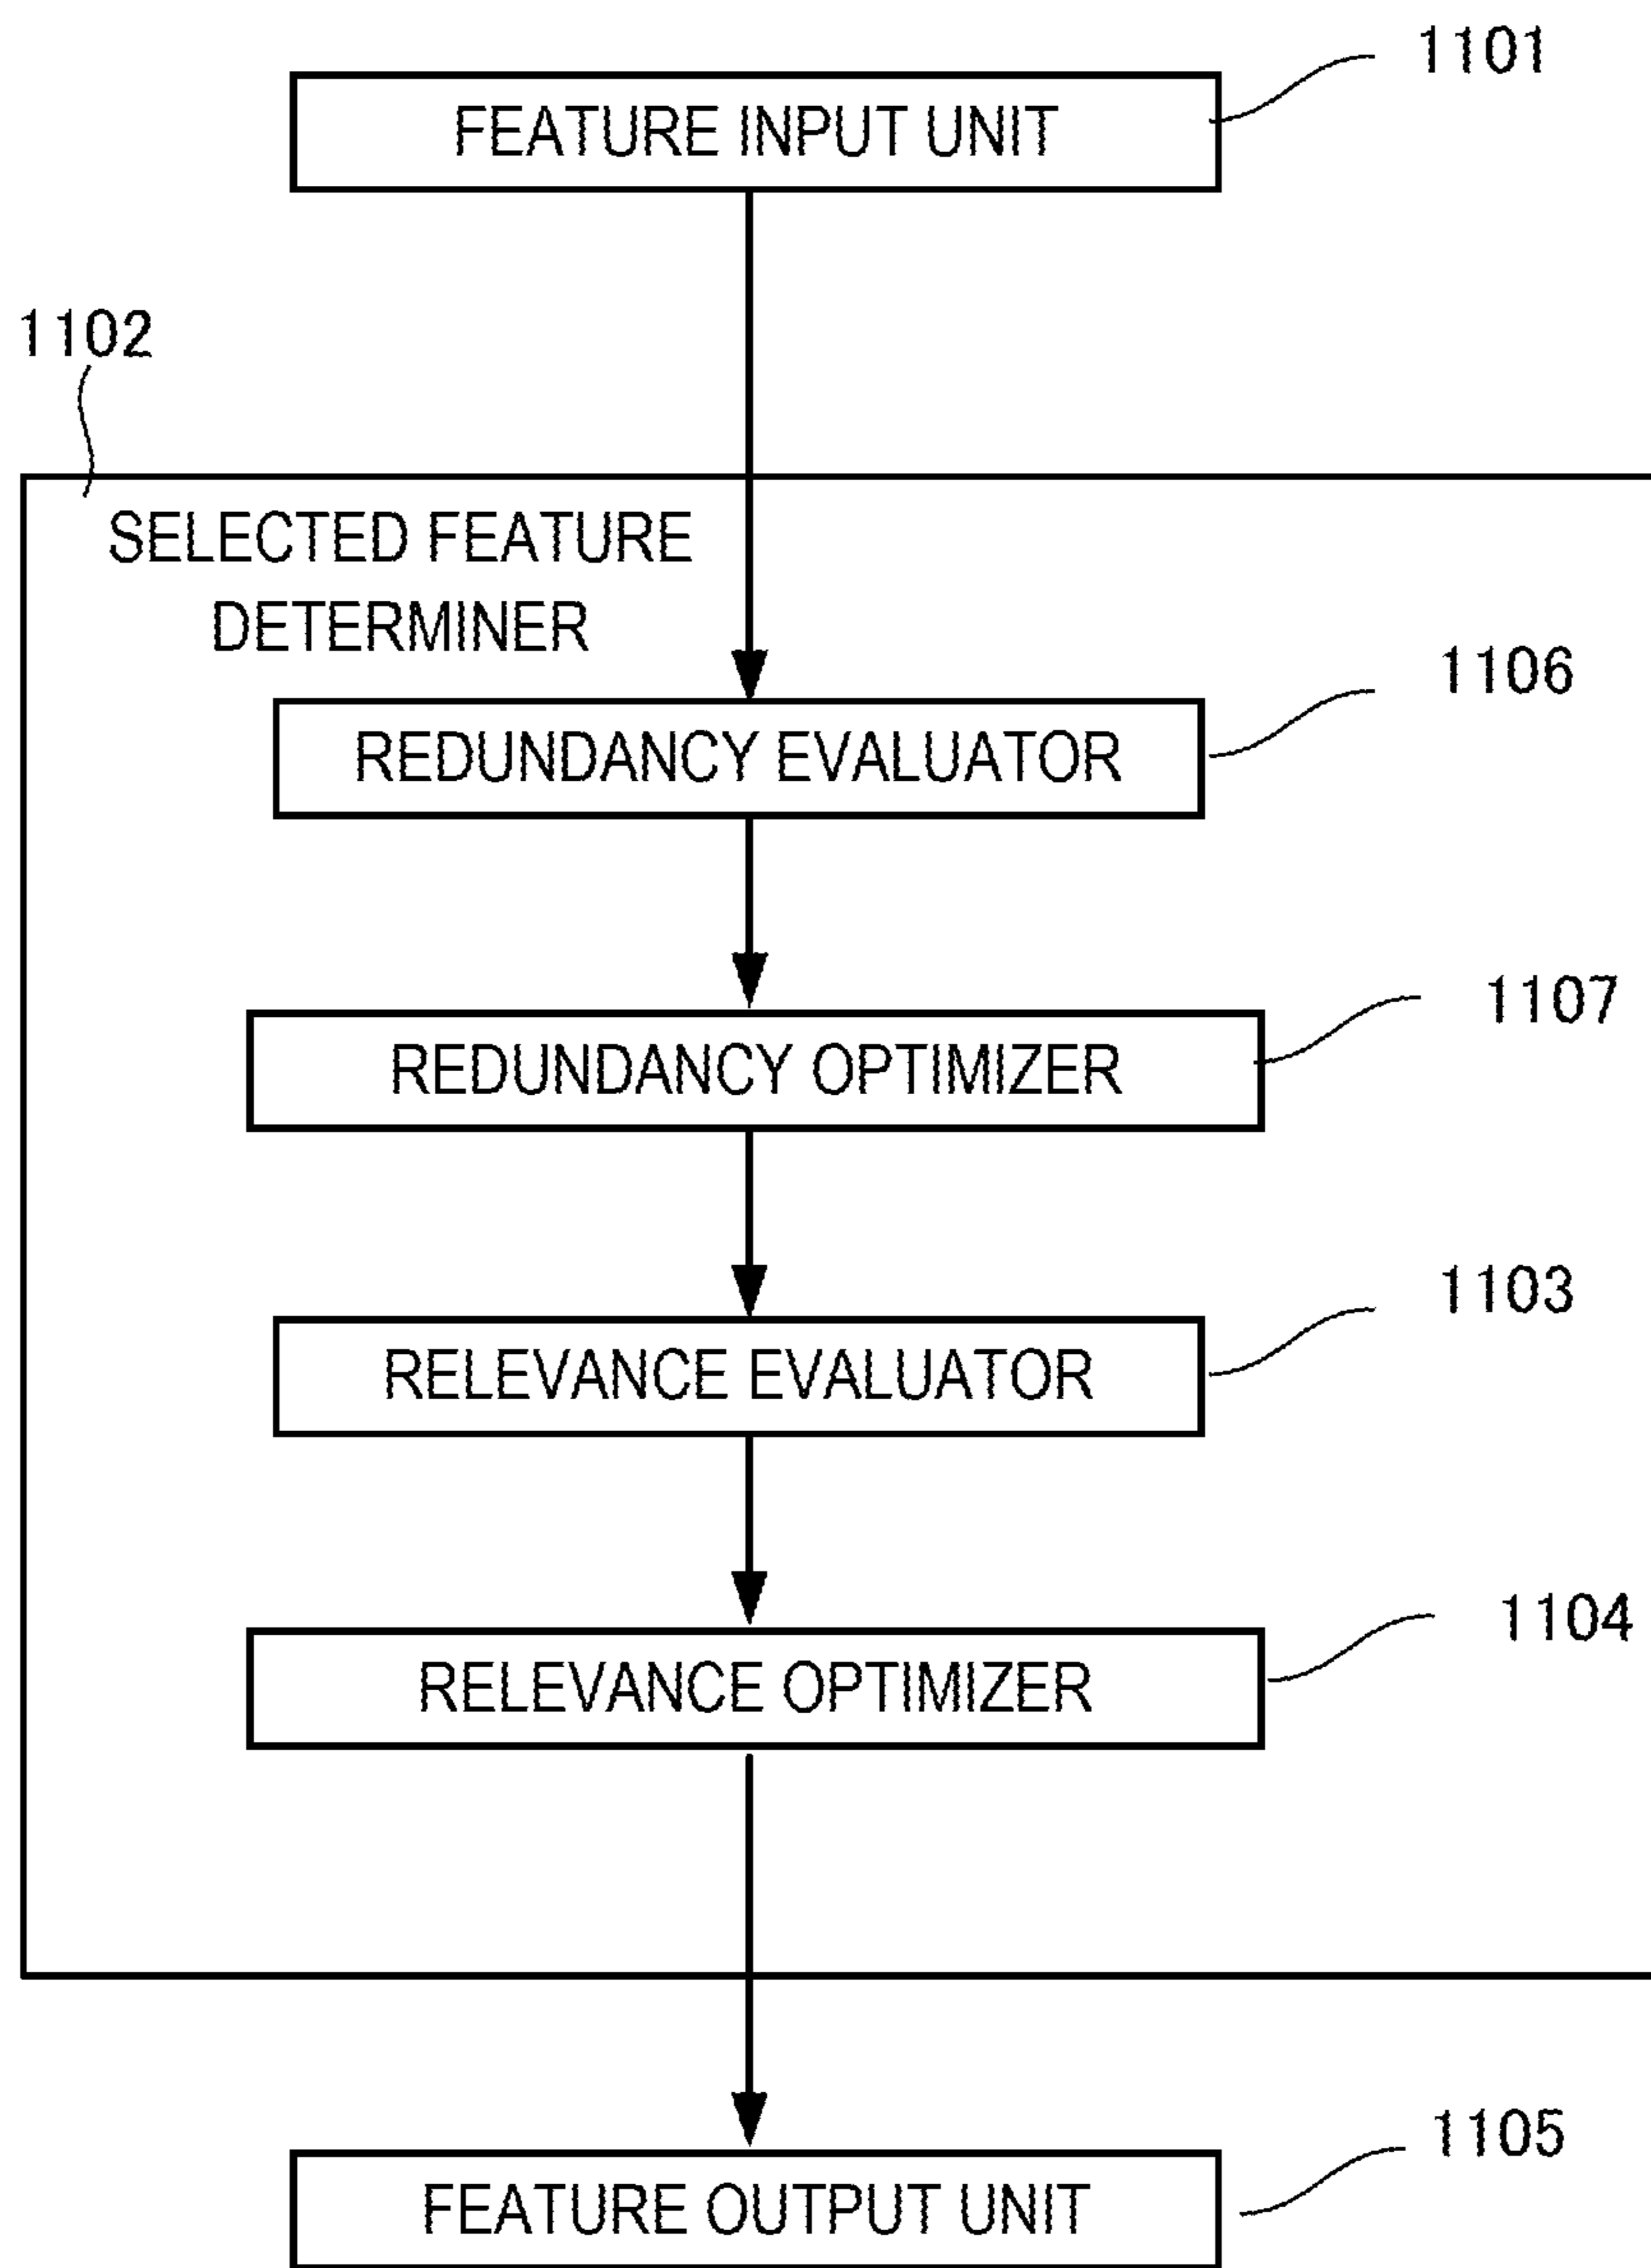 1101
FEATURE INPUT UNIT
1102
SELECTED FEATURE
DETERMINER
1106
REDUNDANCY EVALUATOR
1107
REDUNDANCY OPTIMIZER
1103
RELEVANCE EVALUATOR
1104
RELEVANCE OPTIMIZER
1105
FEATURE OUTPUT UNIT